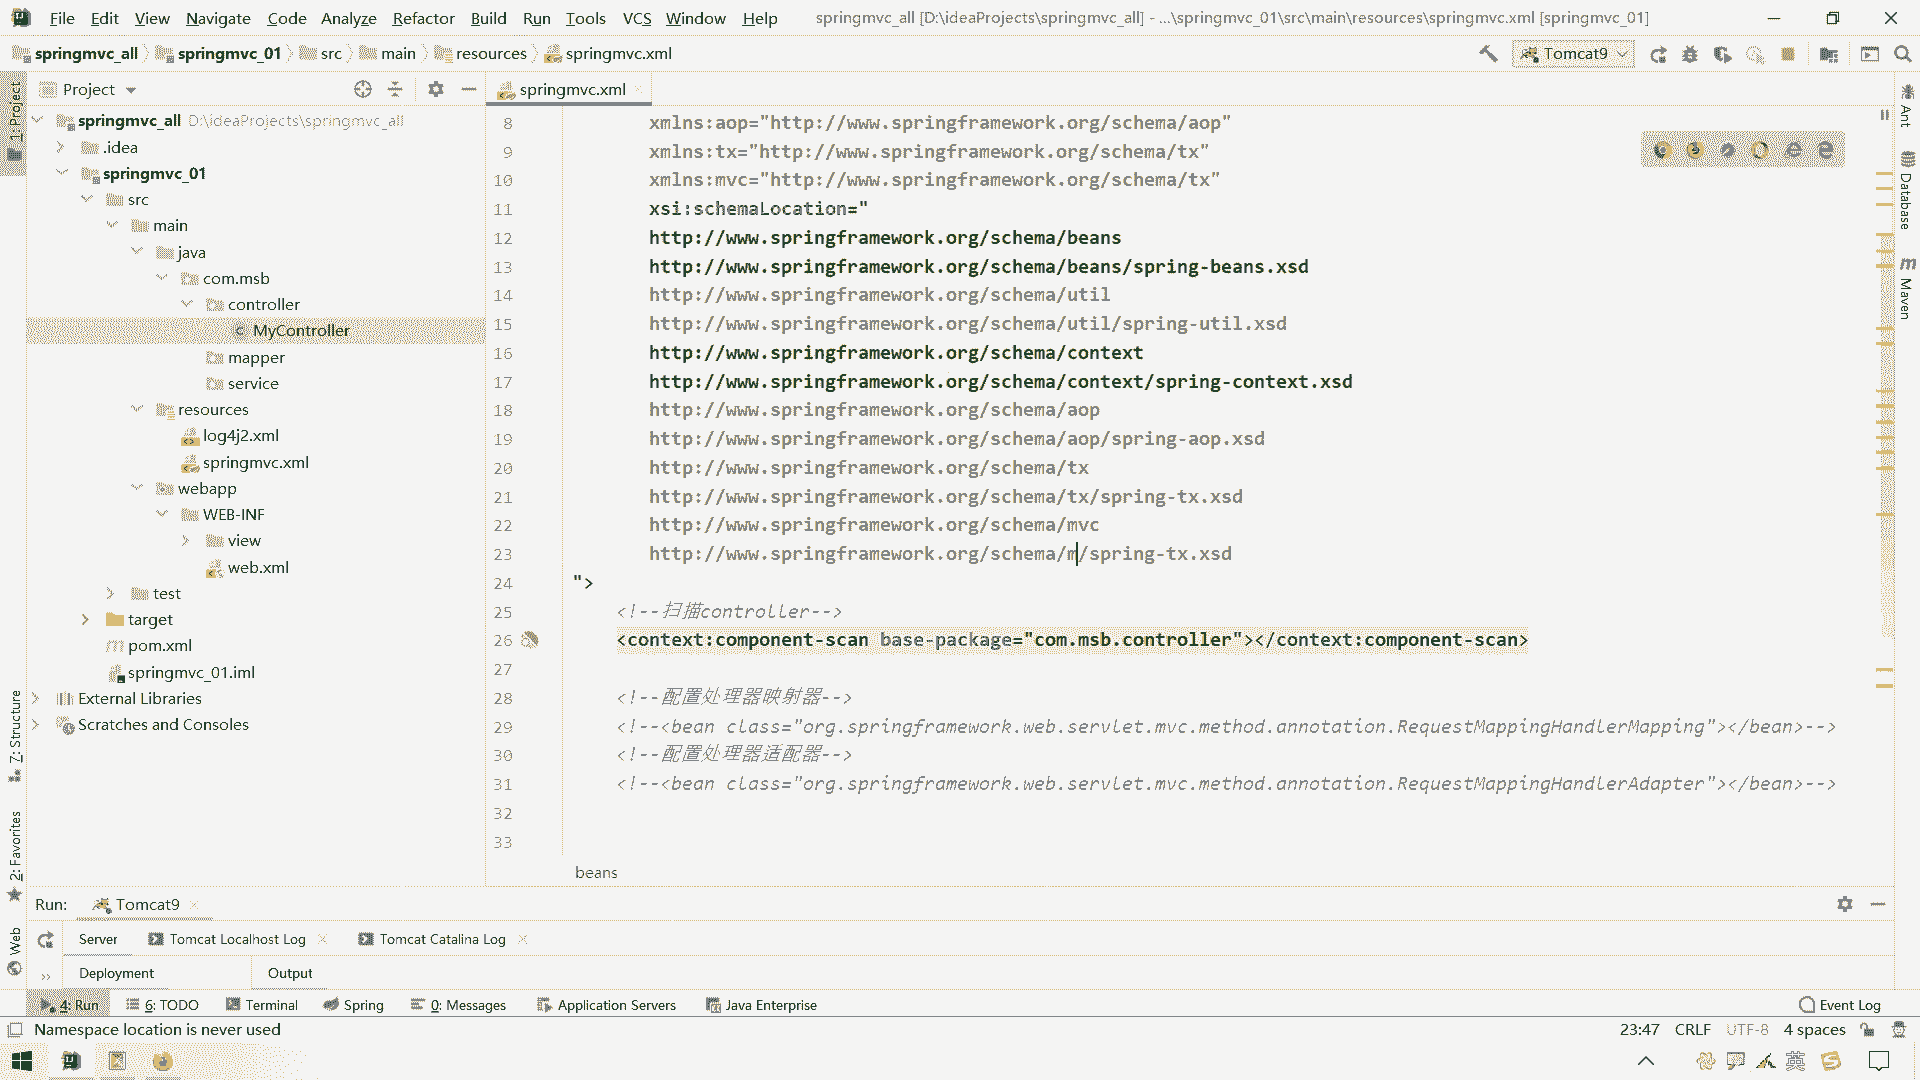 File Edit View Navigate Code Analyze Refactor Build Run Tools VCS Window Help springmvc_all [D:\ideaProjects\springmvc_all] - ...\springmvc_01\src\main\resources\springmvc.xml [springmvc_01]
springmvc_all springmvc_01 src main resources springmvc.xml Tomcat9
Project
springmvc.xml
1: Project
springmvc_all D:\ideaProjects\springmvc_all
.idea
springmvc_01
src
main
java
com.msb
controller
MyController
mapper
service
resources
log4j2.xml
springmvc.xml
webapp
WEB-INF
view
web.xml
test
target
pom.xml
springmvc_01.iml
External Libraries
Scratches and Consoles
7: Structure
2: Favorites
Web
8 xmlns:aop="http://www.springframework.org/schema/aop"
9 xmlns:tx="http://www.springframework.org/schema/tx"
10 xmlns:mvc="http://www.springframework.org/schema/tx"
11 xsi:schemaLocation="
12 http://www.springframework.org/schema/beans
13 http://www.springframework.org/schema/beans/spring-beans.xsd
14 http://www.springframework.org/schema/util
15 http://www.springframework.org/schema/util/spring-util.xsd
16 http://www.springframework.org/schema/context
17 http://www.springframework.org/schema/context/spring-context.xsd
18 http://www.springframework.org/schema/aop
19 http://www.springframework.org/schema/aop/spring-aop.xsd
20 http://www.springframework.org/schema/tx
21 http://www.springframework.org/schema/tx/spring-tx.xsd
22 http://www.springframework.org/schema/mvc
23 http://www.springframework.org/schema/m/spring-tx.xsd
24 ">
25 <!--扫描controller-->
26 <context:component-scan base-package="com.msb.controller"></context:component-scan>
27
28 <!--配置处理器映射器-->
29 <!--<bean class="org.springframework.web.servlet.mvc.method.annotation.RequestMappingHandlerMapping"></bean>-->
30 <!--配置处理器适配器-->
31 <!--<bean class="org.springframework.web.servlet.mvc.method.annotation.RequestMappingHandlerAdapter"></bean>-->
32
33
beans
Ant
Database
Maven
Run: Tomcat9
Server Tomcat Localhost Log Tomcat Catalina Log
Deployment Output
4: Run 6: TODO Terminal Spring 0: Messages Application Servers Java Enterprise Event Log
Namespace location is never used 23:47 CRLF UTF-8 4 spaces
英